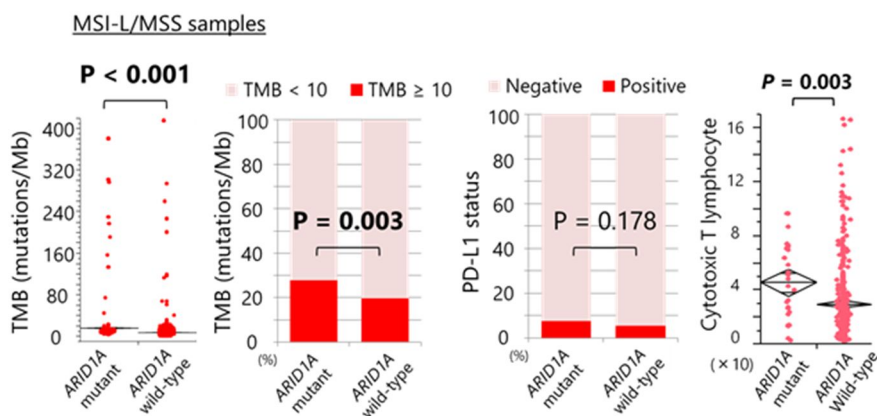 MSI-L/MSS samples
P < 0.001
TMB (mutations/Mb)
400
320
240
160
80
0
ARID1A
mutant
ARID1A
wild-type
TMB < 10 TMB ≥ 10
TMB (mutations/Mb)
100
80
60
40
20
0
(%)
P = 0.003
ARID1A
mutant
ARID1A
wild-type
Negative Positive
PD-L1 status
100
80
60
40
20
0
(%)
P = 0.178
ARID1A
mutant
ARID1A
wild-type
P = 0.003
Cytotoxic T lymphocyte
16
12
8
4
0
(×10)
ARID1A
mutant
ARID1A
Wild-type